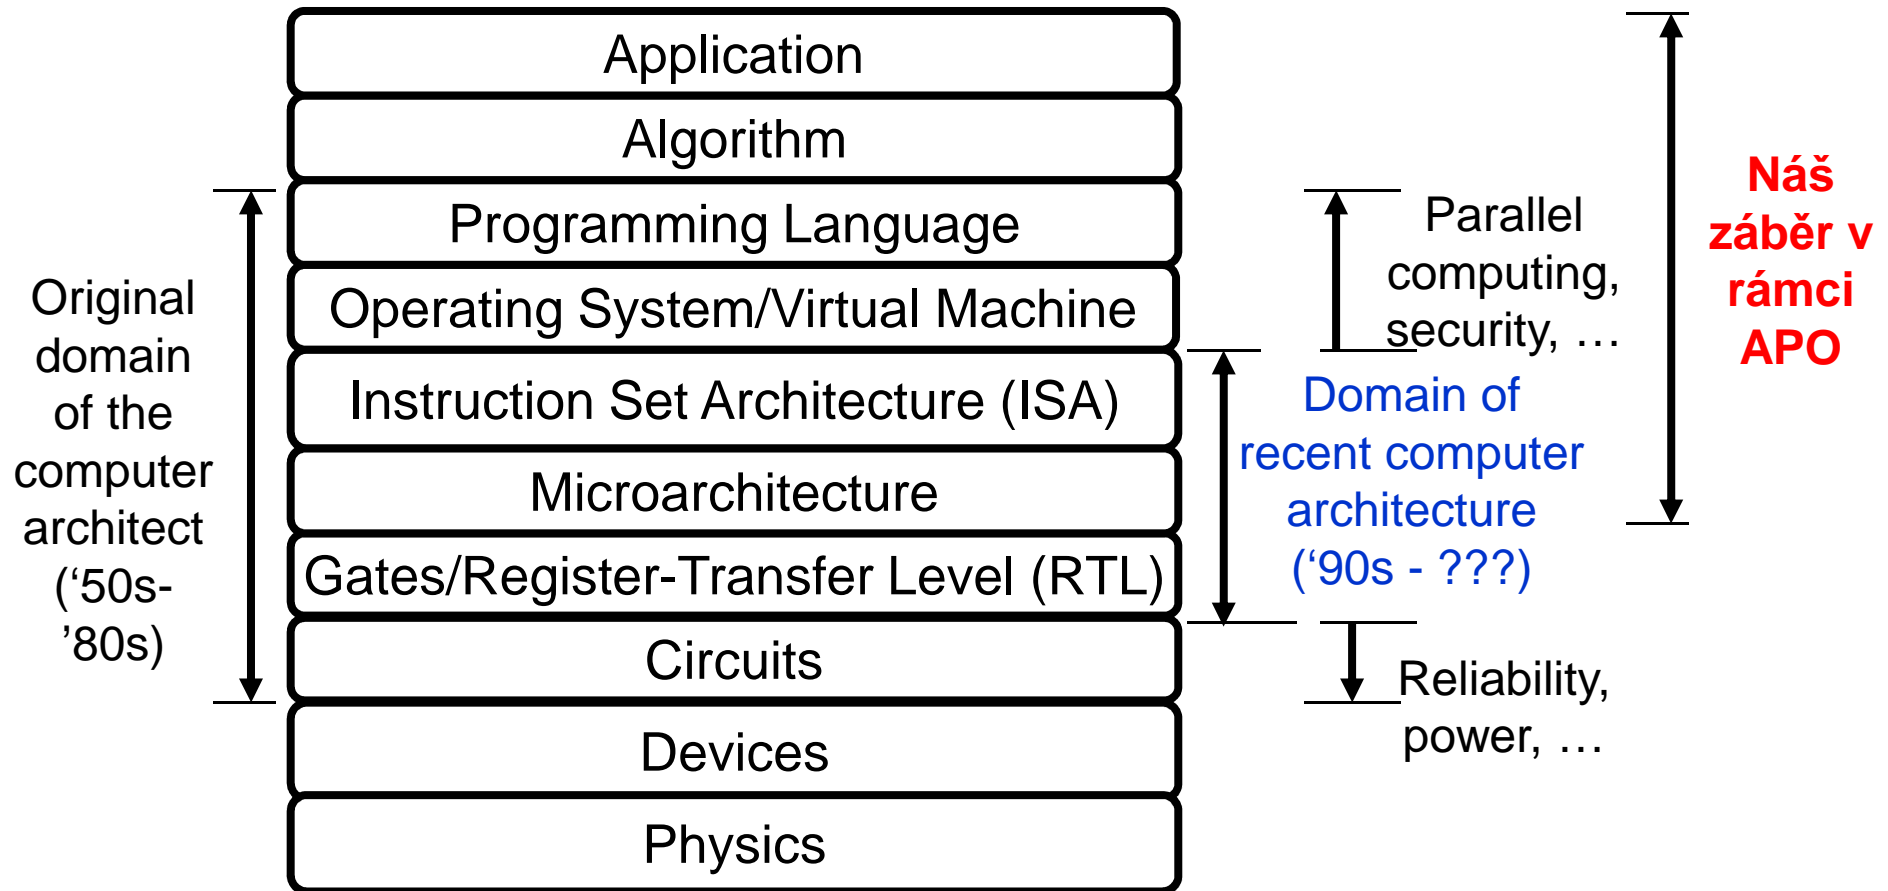 Application
Algorithm
Programming Language
Operating System/Virtual Machine
Instruction Set Architecture (ISA)
Microarchitecture
Gates/Register-Transfer Level (RTL)
Circuits
Devices
Physics
Original
domain
of the
computer
architect
(‘50s-
’80s)
Parallel
computing,
security, …
Domain of
recent computer
architecture
(‘90s - ???)
Reliability,
power, …
Náš
záběr v
rámci
APO